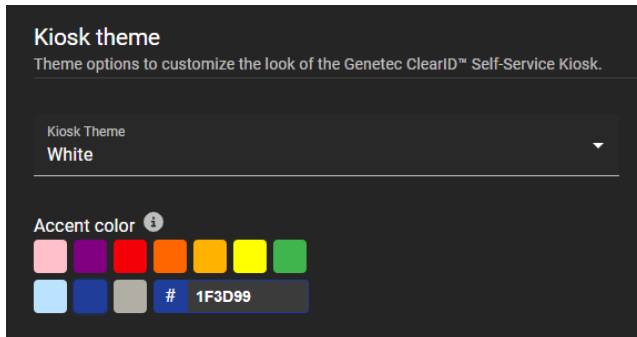 Kiosk theme
Theme options to customize the look of the Genetec ClearID™ Self-Service Kiosk.
Kiosk Theme
White
Accent color
# 1F3D99